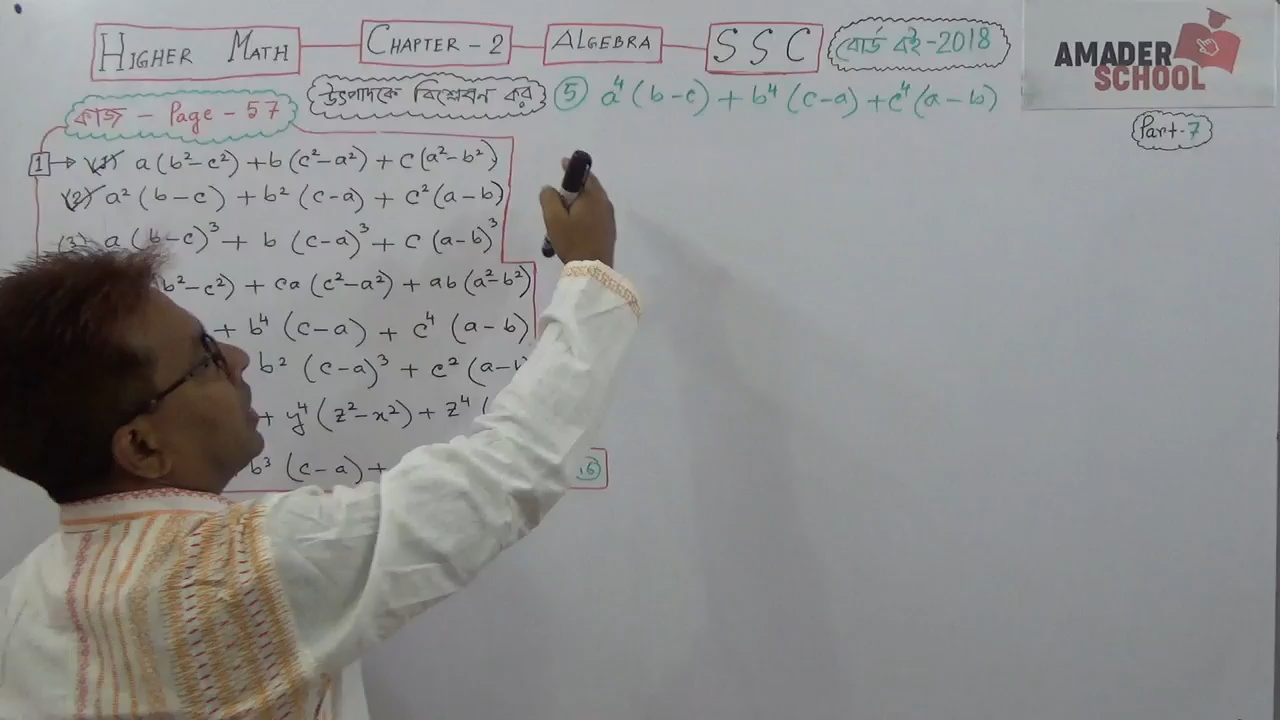 HIGHER MATH CHAPTER - 2 ALGEBRA SSC বোর্ড বই-2018
AMADER SCHOOL
কাজ - Page - 57
উৎপাদকে বিশ্লেষন কর
⑤ a⁴(b-c) + b⁴(c-a) + c⁴(a-b)
Part-7
1 → (1) a(b²-c²) + b(c²-a²) + c(a²-b²)
(2) a²(b-c) + b²(c-a) + c²(a-b)
(3) a(b-c)³ + b(c-a)³ + c(a-b)³
b²-c²) + ca(c²-a²) + ab(a²-b²)
+ b⁴(c-a) + c⁴(a-b)
b²(c-a)³ + c²(a-
+ y⁴(z²-x²) + z⁴(
b³(c-a) +